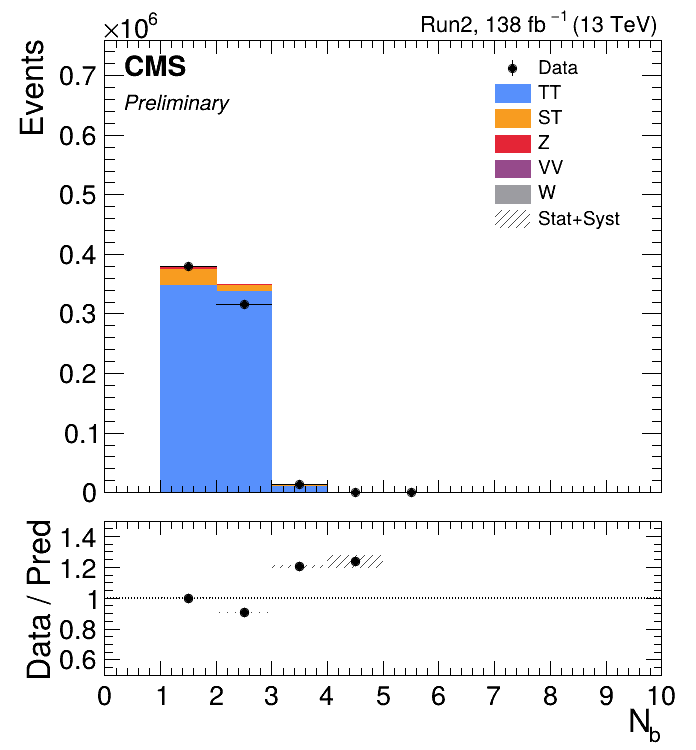 ×10⁶
Run2, 138 fb⁻¹ (13 TeV)
CMS
Preliminary
Events
Data
TT
ST
Z
VV
W
Stat+Syst
0.7
0.6
0.5
0.4
0.3
0.2
0.1
0
Data / Pred
1.4
1.2
1
0.8
0.6
0 1 2 3 4 5 6 7 8 9 10
N_b